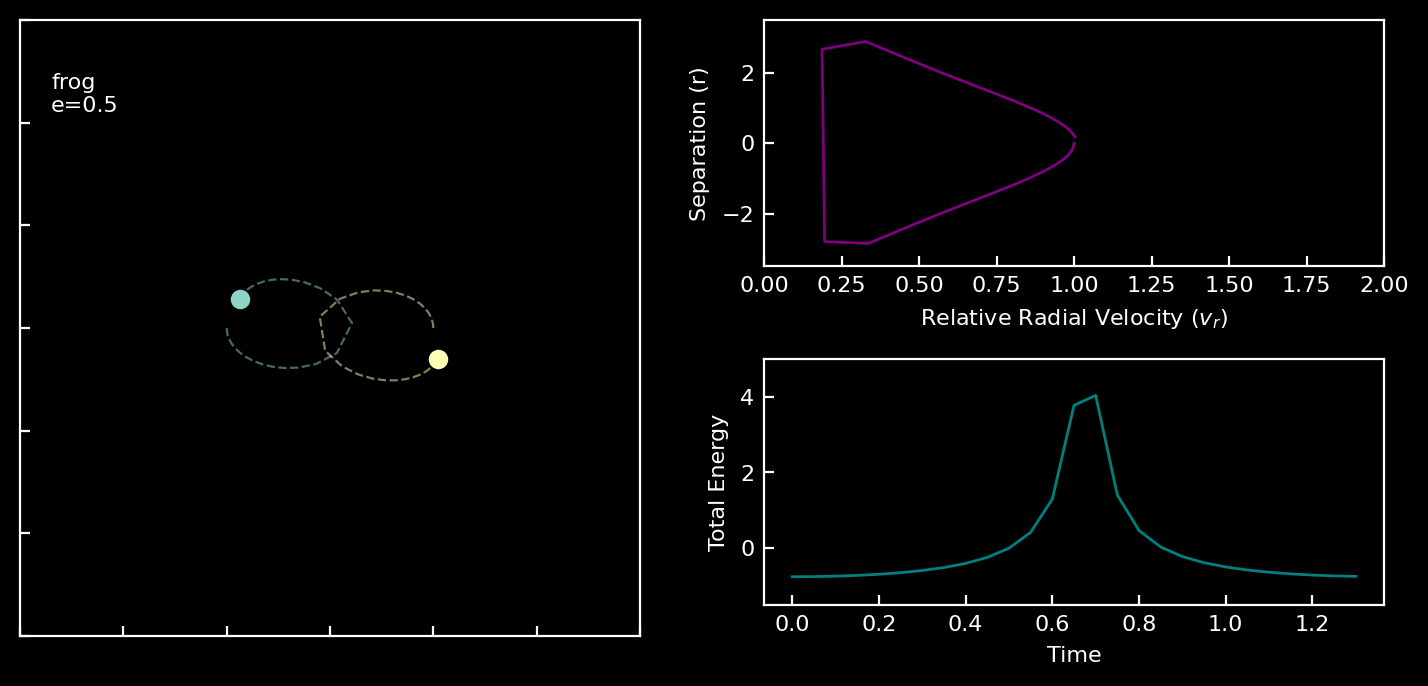 frog
e=0.5
Separation (r)
2
0
−2
0.00 0.25 0.50 0.75 1.00 1.25 1.50 1.75 2.00
Relative Radial Velocity (vᵣ)
Total Energy
4
2
0
0.0 0.2 0.4 0.6 0.8 1.0 1.2
Time